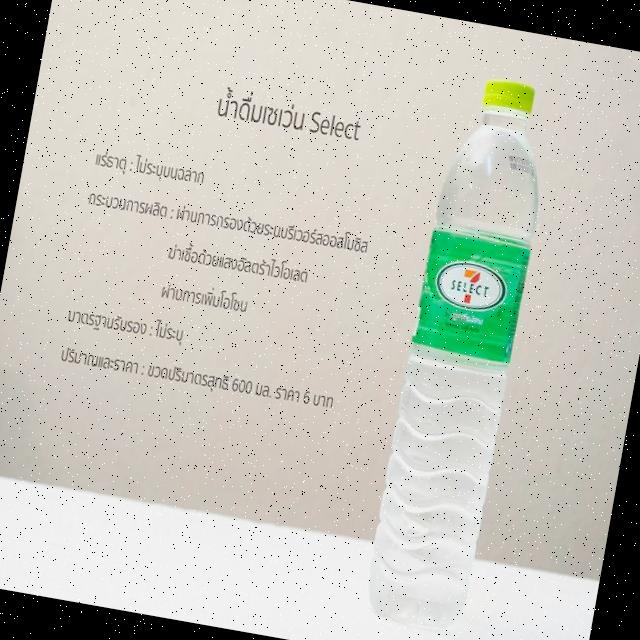 น้ำดื่มเซเว่น Select
แร่ธาตุ : ไม่ระบุบนฉลาก
กระบวนการผลิต : ผ่านการกรองด้วยระบบรีเวอร์สออสโมซิส
ฆ่าเชื้อด้วยแสงอัลตร้าไวโอเลต
ผ่านการเพิ่มโอโซน
มาตรฐานรับรอง : ไม่ระบุ
ปริมาณและราคา : ขวดปริมาตรสุทธิ 600 มล. ราคา 6 บาท
7
SELECT